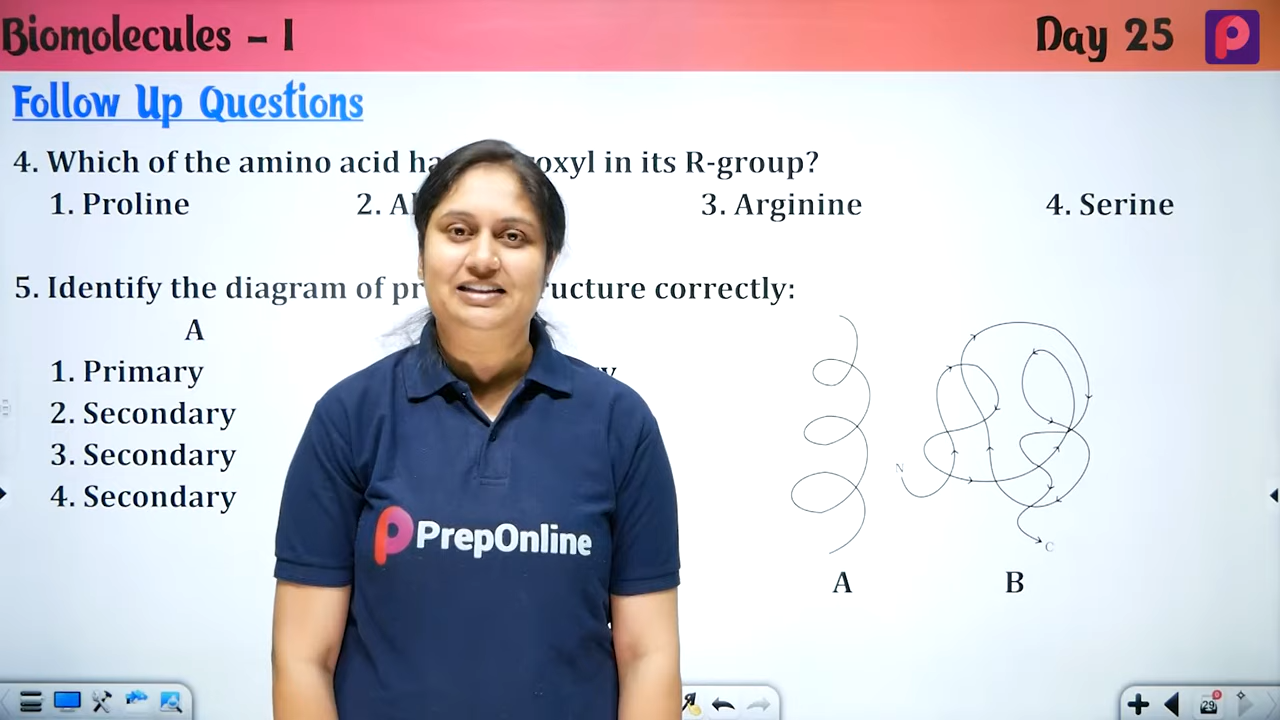 Biomolecules – I
Day 25
Follow Up Questions
4. Which of the amino acid ha oxyl in its R-group?
1. Proline 2. Al 3. Arginine 4. Serine
5. Identify the diagram of pr ucture correctly:
A
1. Primary
2. Secondary
3. Secondary
4. Secondary
N
C
A B
PrepOnline
29